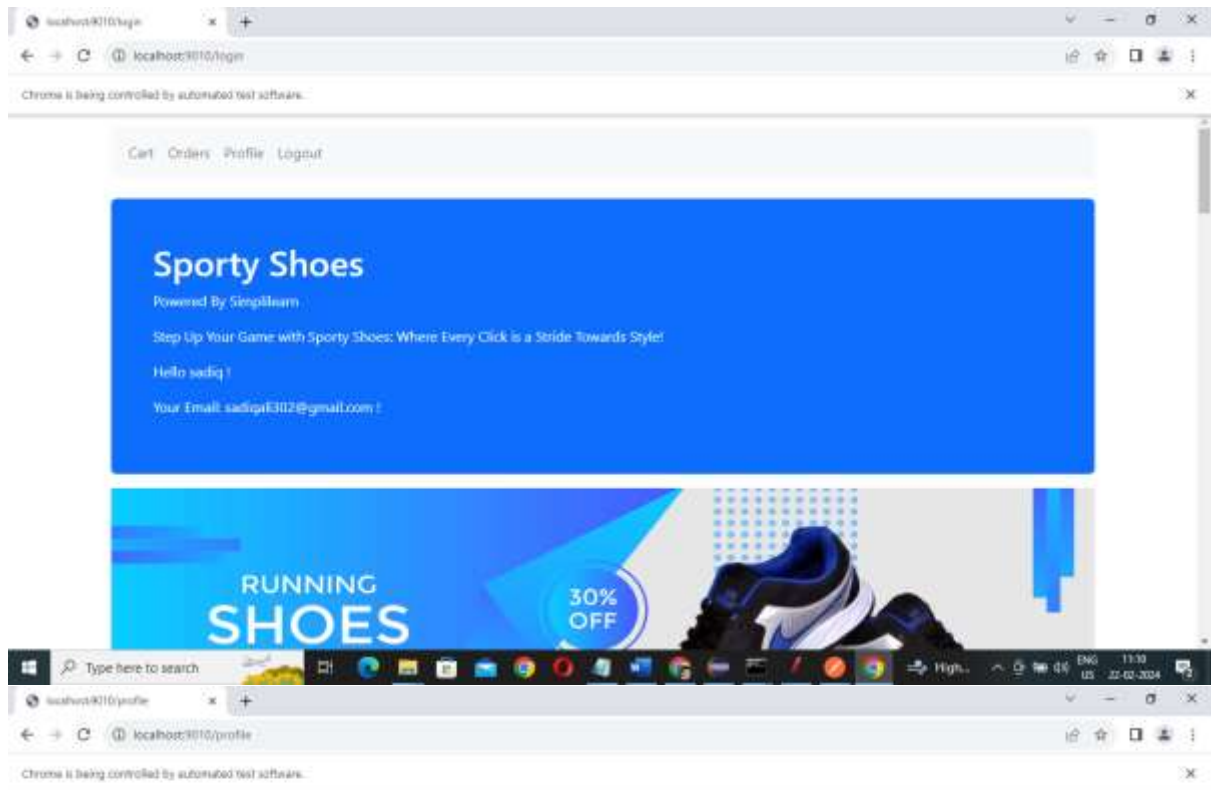 localhost:9010/login
localhost:9010/login
Chrome is being controlled by automated test software.
Cart Orders Profile Logout
Sporty Shoes
Powered By Simplilearn
Step Up Your Game with Sporty Shoes: Where Every Click is a Stride Towards Style!
Hello sadiq !
Your Email: sadiqali302@gmail.com !
RUNNING
SHOES
30%
OFF
Type here to search
High...
ENG
US
11:10
22-02-2024
localhost:9010/profile
localhost:9010/profile
Chrome is being controlled by automated test software.